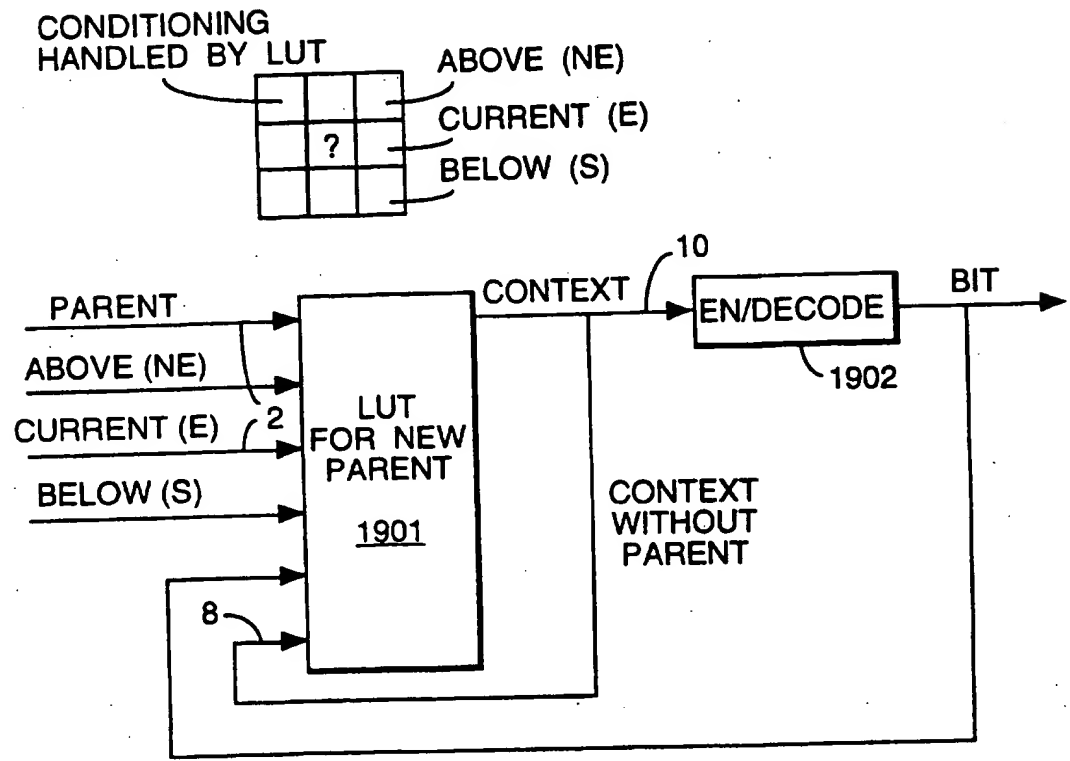 CONDITIONING
HANDLED BY LUT
ABOVE (NE)
CURRENT (E)
?
BELOW (S)
PARENT
ABOVE (NE)
CURRENT (E)
BELOW (S)
2
8
LUT
FOR NEW
PARENT
1901
CONTEXT
10
EN/DECODE
1902
BIT
CONTEXT
WITHOUT
PARENT